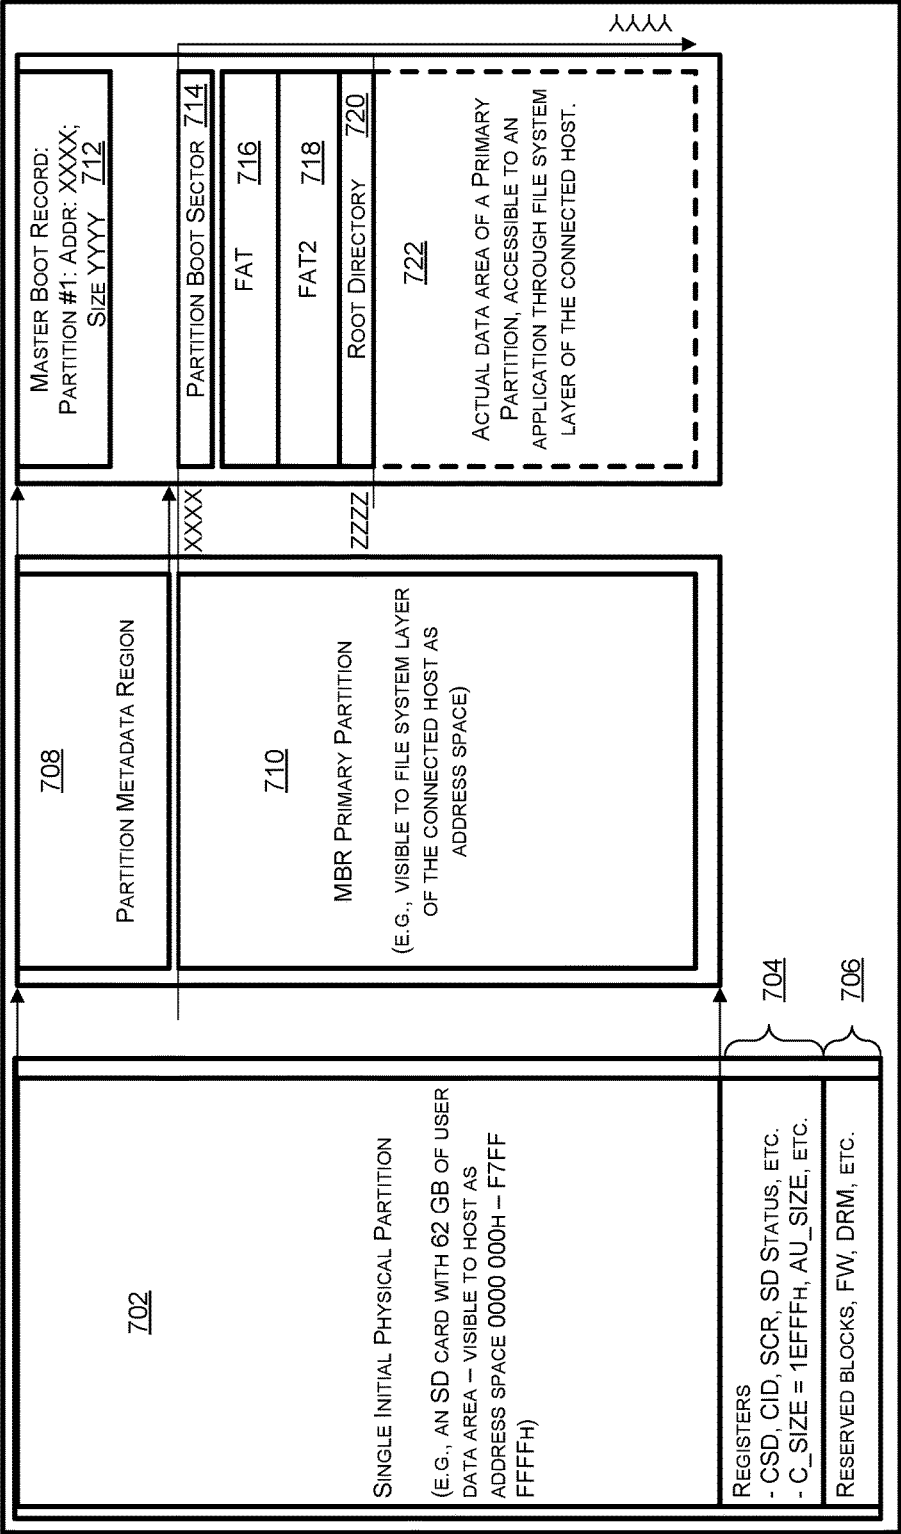 702
SINGLE INITIAL PHYSICAL PARTITION
(E.G., AN SD CARD WITH 62 GB OF USER
DATA AREA – VISIBLE TO HOST AS
ADDRESS SPACE 0000 000H – F7FF
FFFFH)
REGISTERS
- CSD, CID, SCR, SD STATUS, ETC.
- C_SIZE = 1EFFFH, AU_SIZE, ETC.
RESERVED BLOCKS, FW, DRM, ETC.
704
706
708
PARTITION METADATA REGION
710
MBR PRIMARY PARTITION
(E.G., VISIBLE TO FILE SYSTEM LAYER
OF THE CONNECTED HOST AS
ADDRESS SPACE)
XXXX
ZZZZ
MASTER BOOT RECORD:
PARTITION #1: ADDR: XXXX;
SIZE YYYY 712
PARTITION BOOT SECTOR 714
FAT 716
FAT2 718
ROOT DIRECTORY 720
722
ACTUAL DATA AREA OF A PRIMARY
PARTITION, ACCESSIBLE TO AN
APPLICATION THROUGH FILE SYSTEM
LAYER OF THE CONNECTED HOST.
YYYY